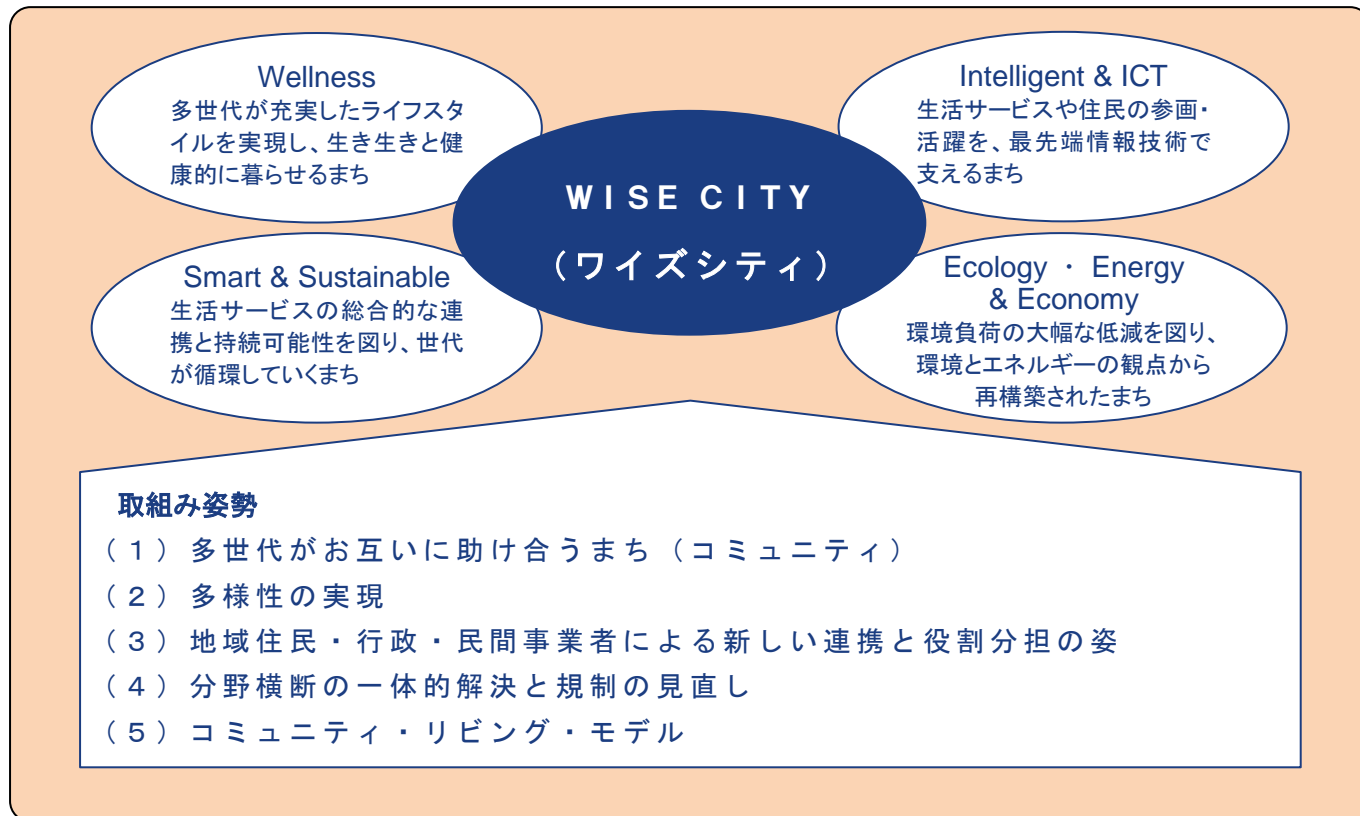 Wellness
多世代が充実したライフスタ
イルを実現し、生き生きと健
康的に暮らせるまち
Intelligent & ICT
生活サービスや住民の参画・
活躍を、最先端情報技術で
支えるまち
WISE CITY
（ワイズシティ）
Smart & Sustainable
生活サービスの総合的な連
携と持続可能性を図り、世代
が循環していくまち
Ecology ・ Energy
& Economy
環境負荷の大幅な低減を図り、
環境とエネルギーの観点から
再構築されたまち
取組み姿勢
（１）多世代がお互いに助け合うまち（コミュニティ）
（２）多様性の実現
（３）地域住民・行政・民間事業者による新しい連携と役割分担の姿
（４）分野横断の一体的解決と規制の見直し
（５）コミュニティ・リビング・モデル